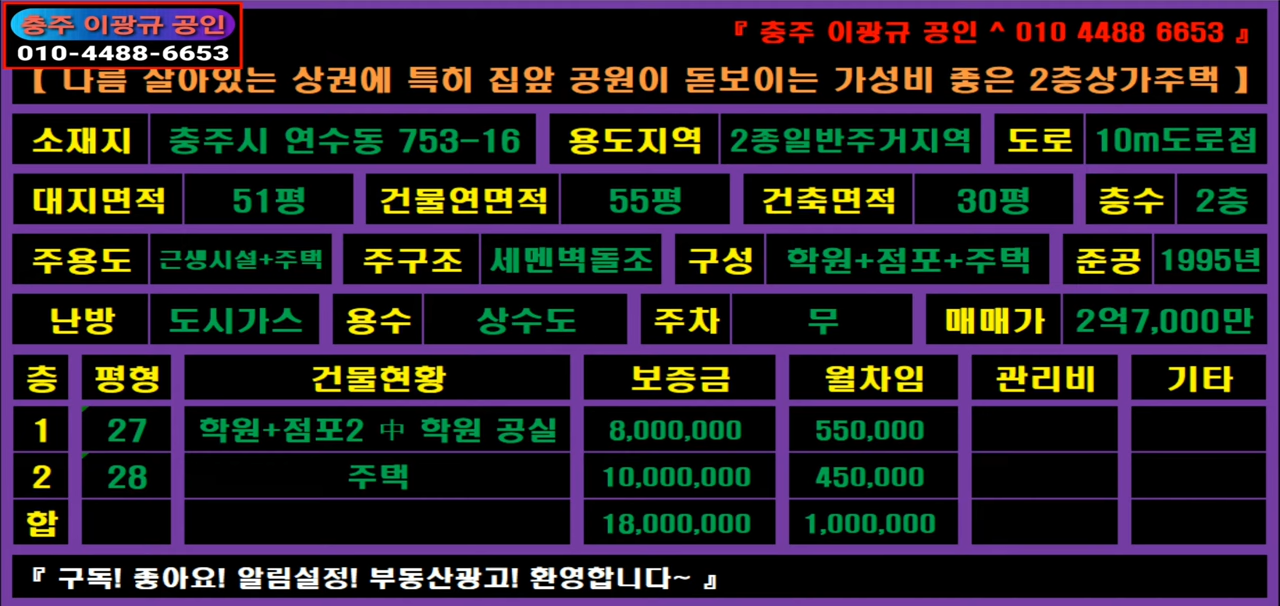 충주 이광규 공인
010-4488-6653
『 충주 이광규 공인 ^ 010 4488 6653 』
【 나름 살아있는 상권에 특히 집앞 공원이 돋보이는 가성비 좋은 2층상가주택 】
소재지 충주시 연수동 753-16 용도지역 2종일반주거지역 도로 10m도로접
대지면적 51평 건물연면적 55평 건축면적 30평 층수 2층
주용도 근생시설+주택 주구조 세멘벽돌조 구성 학원+점포+주택 준공 1995년
난방 도시가스 용수 상수도 주차 무 매매가 2억7,000만
층 평형 건물현황 보증금 월차임 관리비 기타
1 27 학원+점포2 中 학원 공실 8,000,000 550,000
2 28 주택 10,000,000 450,000
합 18,000,000 1,000,000
『 구독! 좋아요! 알림설정! 부동산광고! 환영합니다~ 』